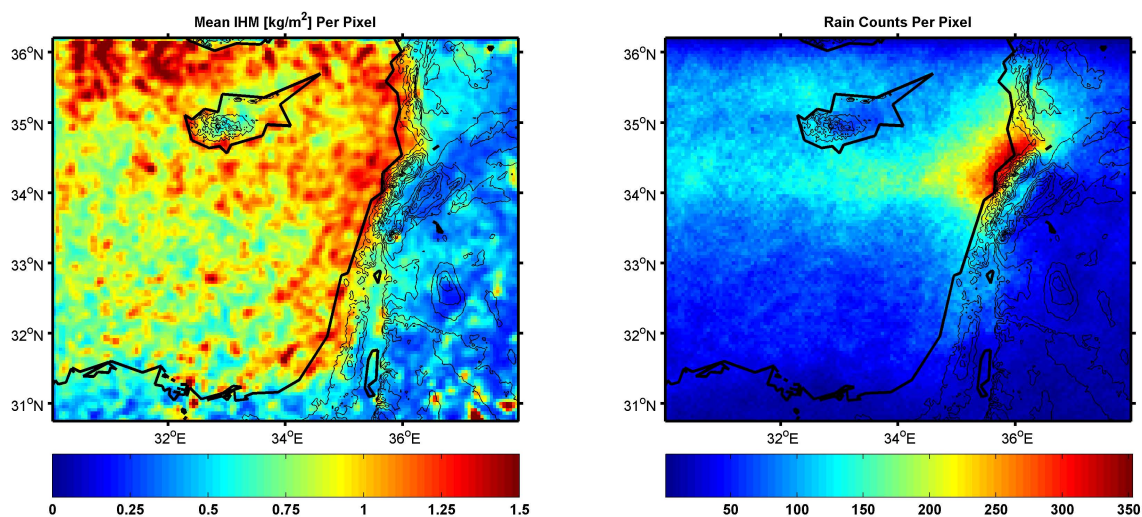 Mean IHM [kg/m²] Per Pixel
36°N
35°N
34°N
33°N
32°N
31°N
32°E 34°E 36°E
0 0.25 0.5 0.75 1 1.25 1.5
Rain Counts Per Pixel
36°N
35°N
34°N
33°N
32°N
31°N
32°E 34°E 36°E
50 100 150 200 250 300 350